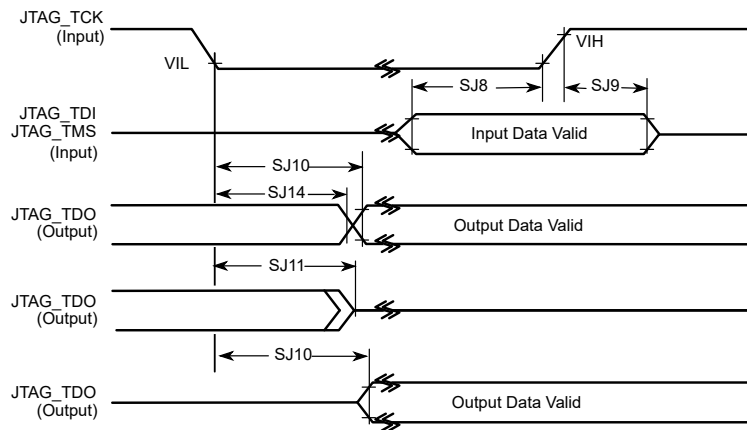 JTAG_TCK
(Input)
VIL
VIH
SJ8
SJ9
JTAG_TDI
JTAG_TMS
(Input)
Input Data Valid
SJ10
SJ14
JTAG_TDO
(Output)
Output Data Valid
SJ11
JTAG_TDO
(Output)
SJ10
JTAG_TDO
(Output)
Output Data Valid